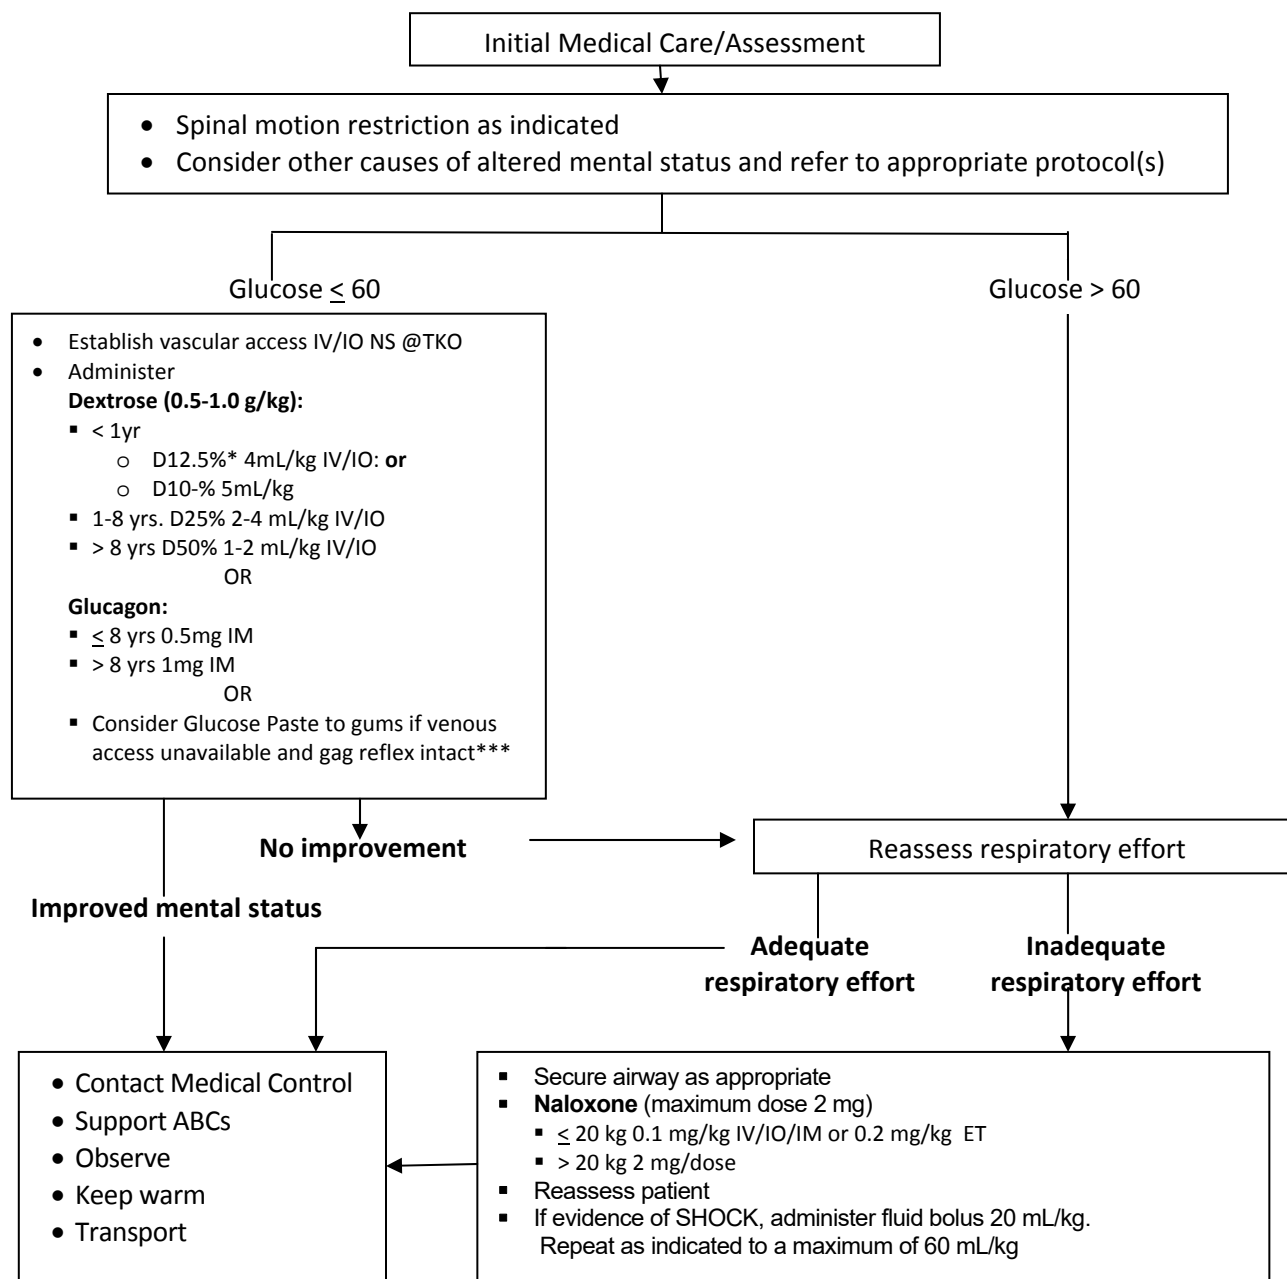 Initial Medical Care/Assessment
• Spinal motion restriction as indicated
• Consider other causes of altered mental status and refer to appropriate protocol(s)
Glucose < 60
Glucose > 60
• Establish vascular access IV/IO NS @TKO
• Administer
Dextrose (0.5-1.0 g/kg):
▪ < 1yr
o D12.5%* 4mL/kg IV/IO: or
o D10-% 5mL/kg
▪ 1-8 yrs. D25% 2-4 mL/kg IV/IO
▪ > 8 yrs D50% 1-2 mL/kg IV/IO
OR
Glucagon:
▪ < 8 yrs 0.5mg IM
▪ > 8 yrs 1mg IM
OR
▪ Consider Glucose Paste to gums if venous
access unavailable and gag reflex intact***
No improvement
Reassess respiratory effort
Improved mental status
Adequate
respiratory effort
Inadequate
respiratory effort
• Contact Medical Control
• Support ABCs
• Observe
• Keep warm
• Transport
▪ Secure airway as appropriate
▪ Naloxone (maximum dose 2 mg)
▪ < 20 kg 0.1 mg/kg IV/IO/IM or 0.2 mg/kg ET
▪ > 20 kg 2 mg/dose
▪ Reassess patient
▪ If evidence of SHOCK, administer fluid bolus 20 mL/kg.
Repeat as indicated to a maximum of 60 mL/kg